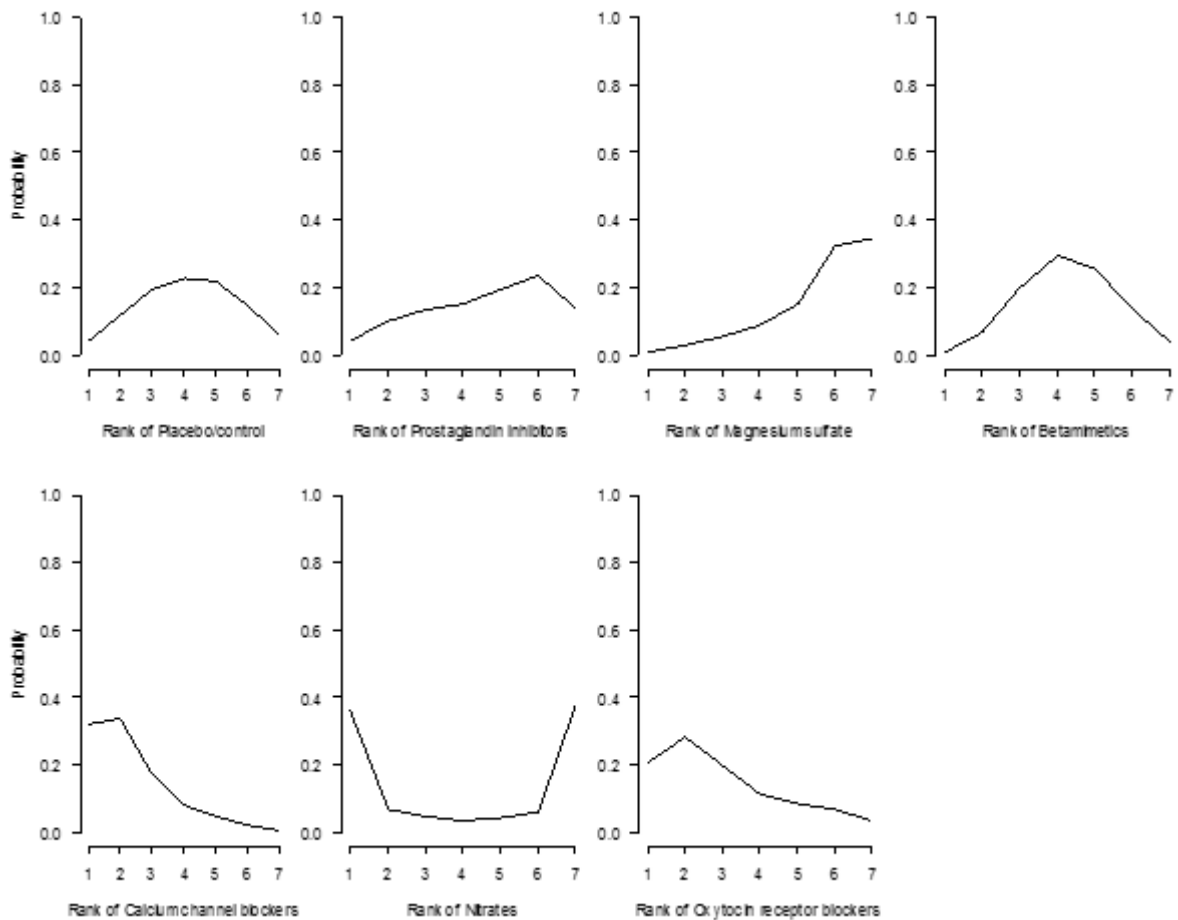 1.0 1.0 1.0 1.0
0.8 0.8 0.8 0.8
0.6 0.6 0.6 0.6
Probability
0.4 0.4 0.4 0.4
0.2 0.2 0.2 0.2
0.0 0.0 0.0 0.0
1 2 3 4 5 6 7 1 2 3 4 5 6 7 1 2 3 4 5 6 7 1 2 3 4 5 6 7
Rank of Placebo/control Rank of Prostaglandin Inhibitors Rank of Magnesium sulfate Rank of Betamimetics
1.0 1.0 1.0
0.8 0.8 0.8
0.6 0.6 0.6
Probability
0.4 0.4 0.4
0.2 0.2 0.2
0.0 0.0 0.0
1 2 3 4 5 6 7 1 2 3 4 5 6 7 1 2 3 4 5 6 7
Rank of Calcium channel blockers Rank of Nitrates Rank of Oxytocin receptor blockers